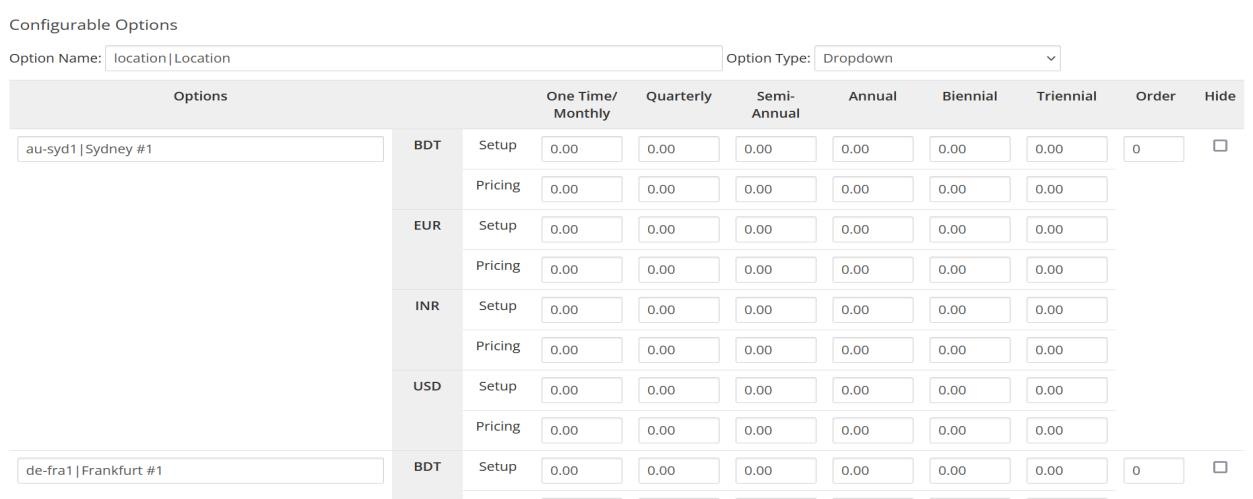 Configurable Options
Option Name: location|Location Option Type: Dropdown
Options One Time/ Monthly Quarterly Semi- Annual Annual Biennial Triennial Order Hide
au-syd1|Sydney #1 BDT Setup 0.00 0.00 0.00 0.00 0.00 0.00 0
Pricing 0.00 0.00 0.00 0.00 0.00 0.00
EUR Setup 0.00 0.00 0.00 0.00 0.00 0.00
Pricing 0.00 0.00 0.00 0.00 0.00 0.00
INR Setup 0.00 0.00 0.00 0.00 0.00 0.00
Pricing 0.00 0.00 0.00 0.00 0.00 0.00
USD Setup 0.00 0.00 0.00 0.00 0.00 0.00
Pricing 0.00 0.00 0.00 0.00 0.00 0.00
de-fra1|Frankfurt #1 BDT Setup 0.00 0.00 0.00 0.00 0.00 0.00 0